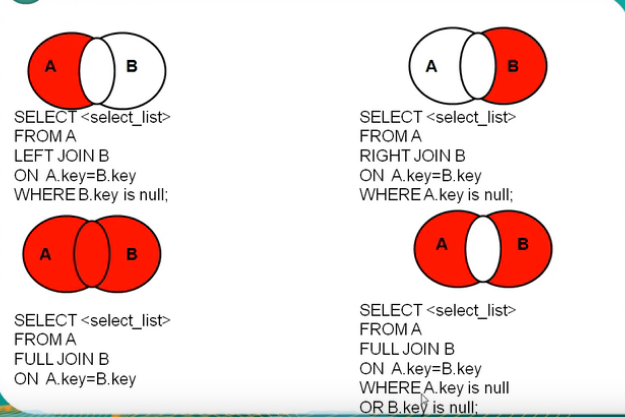 A B
SELECT <select_list>
FROM A
LEFT JOIN B
ON A.key=B.key
WHERE B.key is null;
A B
SELECT <select_list>
FROM A
RIGHT JOIN B
ON A.key=B.key
WHERE A.key is null;
A B
SELECT <select_list>
FROM A
FULL JOIN B
ON A.key=B.key
A B
SELECT <select_list>
FROM A
FULL JOIN B
ON A.key=B.key
WHERE A.key is null
OR B.key is null;